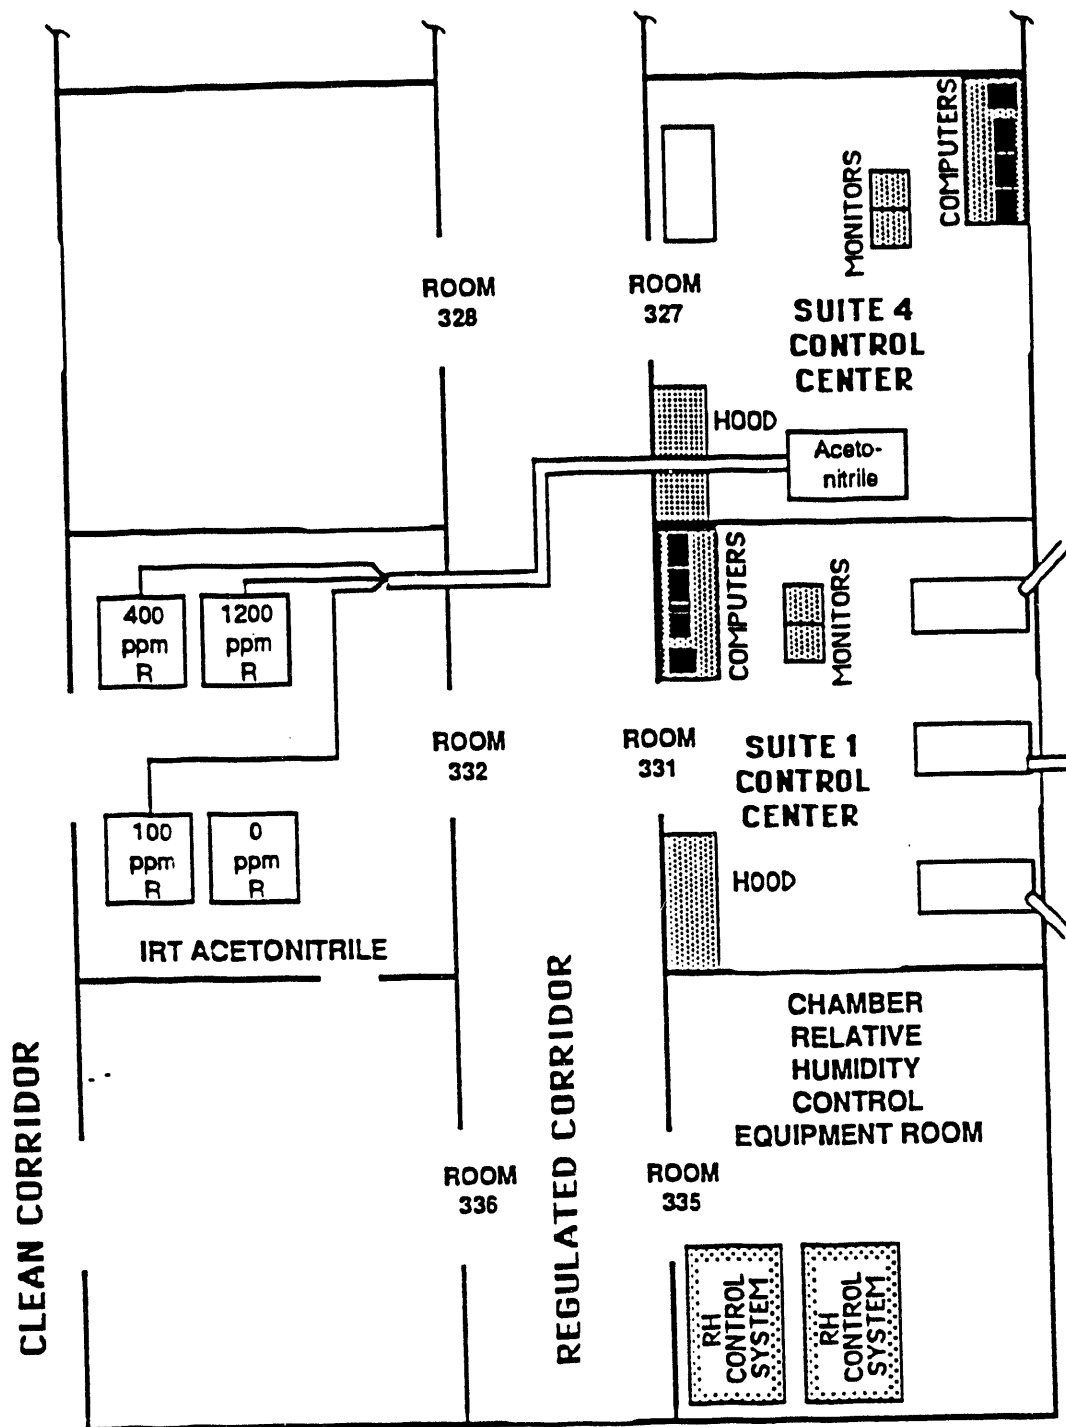 COMPUTERS
MONITORS
ROOM
328
ROOM
327
SUITE 4
CONTROL
CENTER
HOOD
Aceto-
nitrile
400
ppm
R
1200
ppm
R
COMPUTERS
MONITORS
ROOM
332
ROOM
331
SUITE 1
CONTROL
CENTER
100
ppm
R
0
ppm
R
HOOD
IRT ACETONITRILE
CLEAN CORRIDOR
REGULATED CORRIDOR
CHAMBER
RELATIVE
HUMIDITY
CONTROL
EQUIPMENT ROOM
ROOM
336
ROOM
335
RH
CONTROL
SYSTEM
RH
CONTROL
SYSTEM